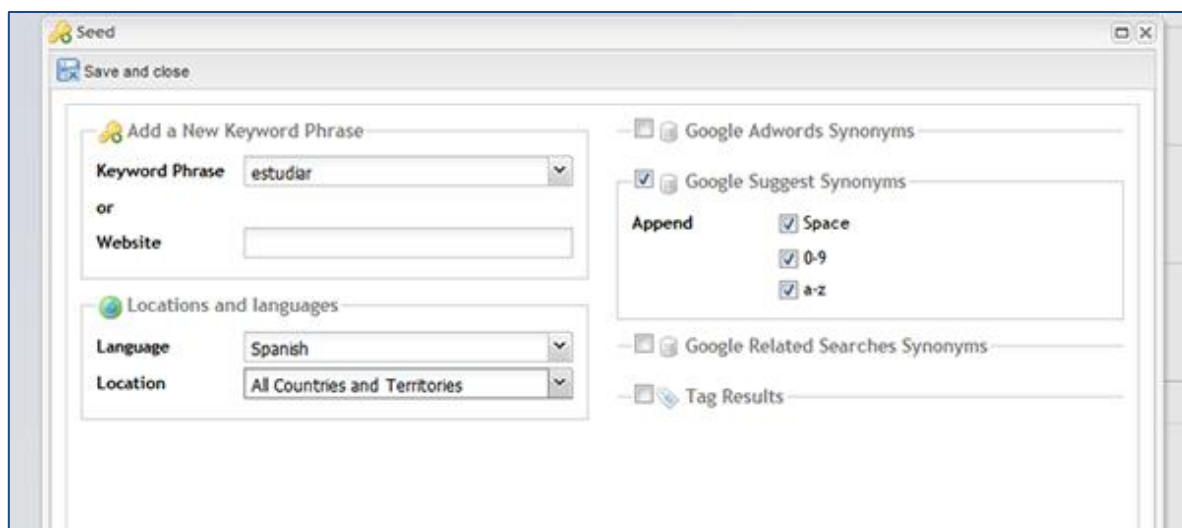 Seed
Save and close
Add a New Keyword Phrase
Keyword Phrase estudiar
or
Website
Locations and languages
Language Spanish
Location All Countries and Territories
Google Adwords Synonyms
Google Suggest Synonyms
Append Space
0-9
a-z
Google Related Searches Synonyms
Tag Results